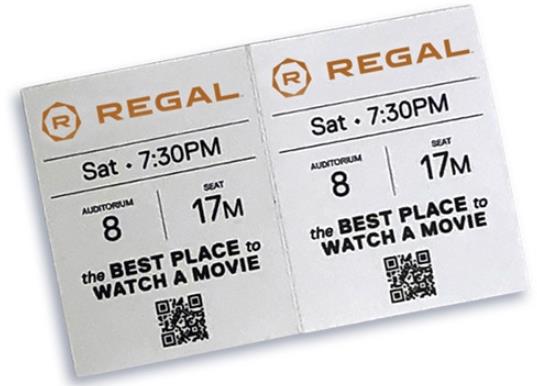 R REGAL
Sat • 7:30PM
AUDITORIUM
8
SEAT
17M
the BEST PLACE to
WATCH A MOVIE
R REGAL
Sat • 7:30PM
AUDITORIUM
8
SEAT
17M
the BEST PLACE to
WATCH A MOVIE